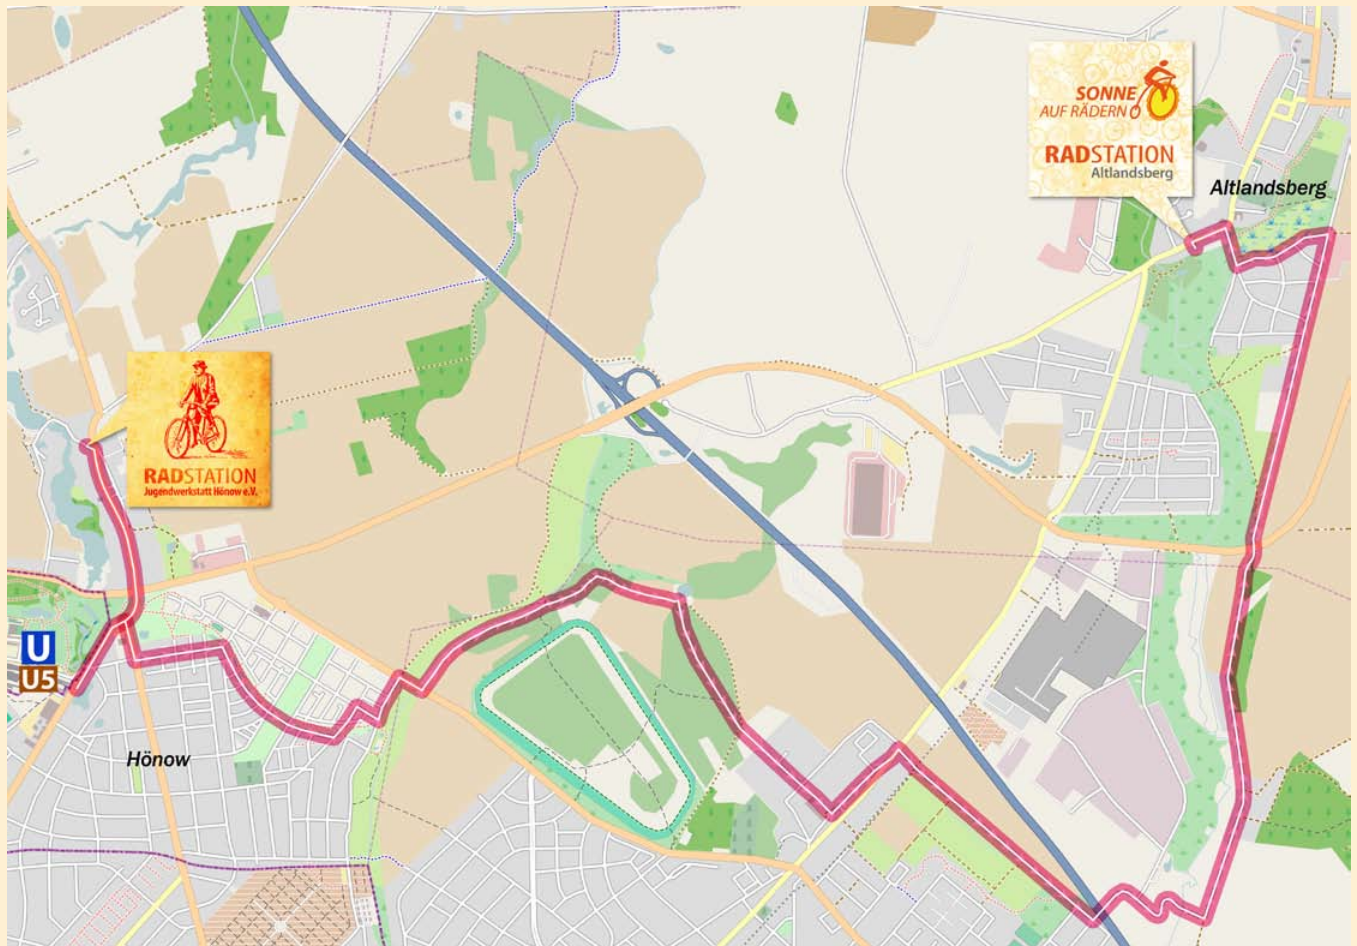 SONNE
AUF RÄDERN
RADSTATION
Altlandsberg
Altlandsberg
RADSTATION
Jugendwerkstatt Hönow e.V.
U
U5
Hönow